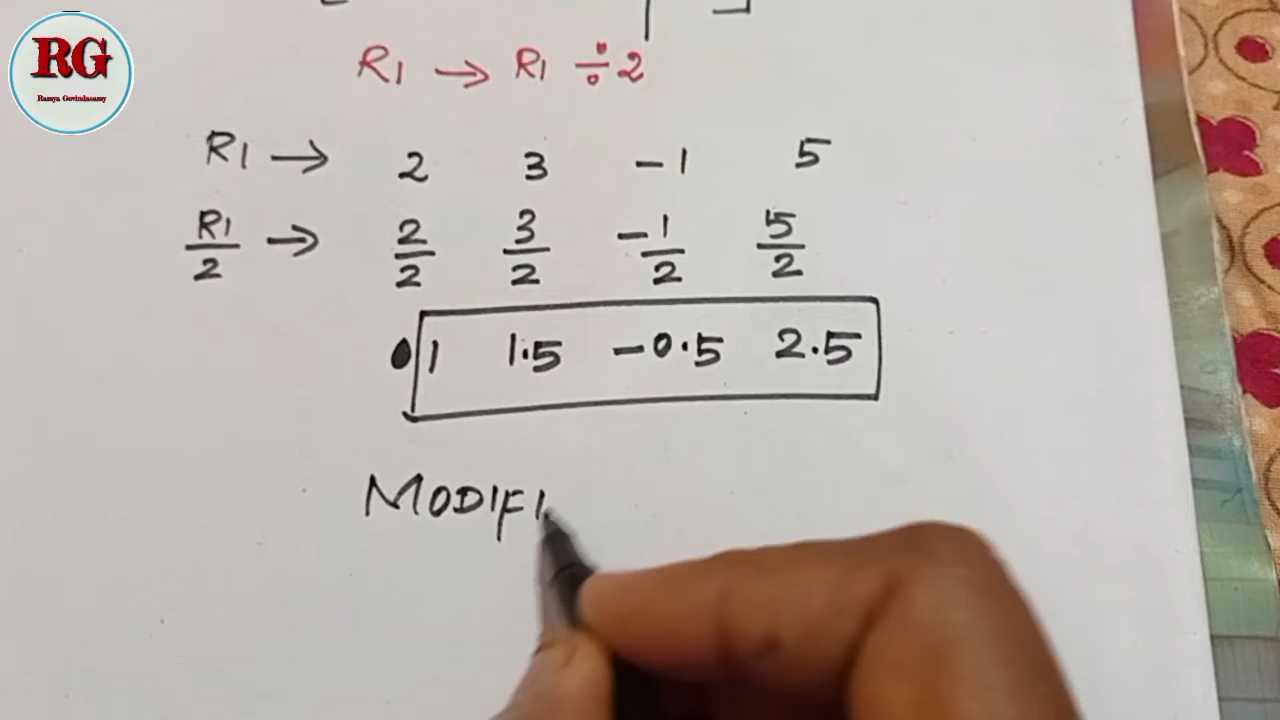 RG
Ramya Govindasamy
R1 → R1 ÷ 2
R1 → 2 3 -1 5
R1/2 → 2/2 3/2 -1/2 5/2
1 1.5 -0.5 2.5
MODIFI